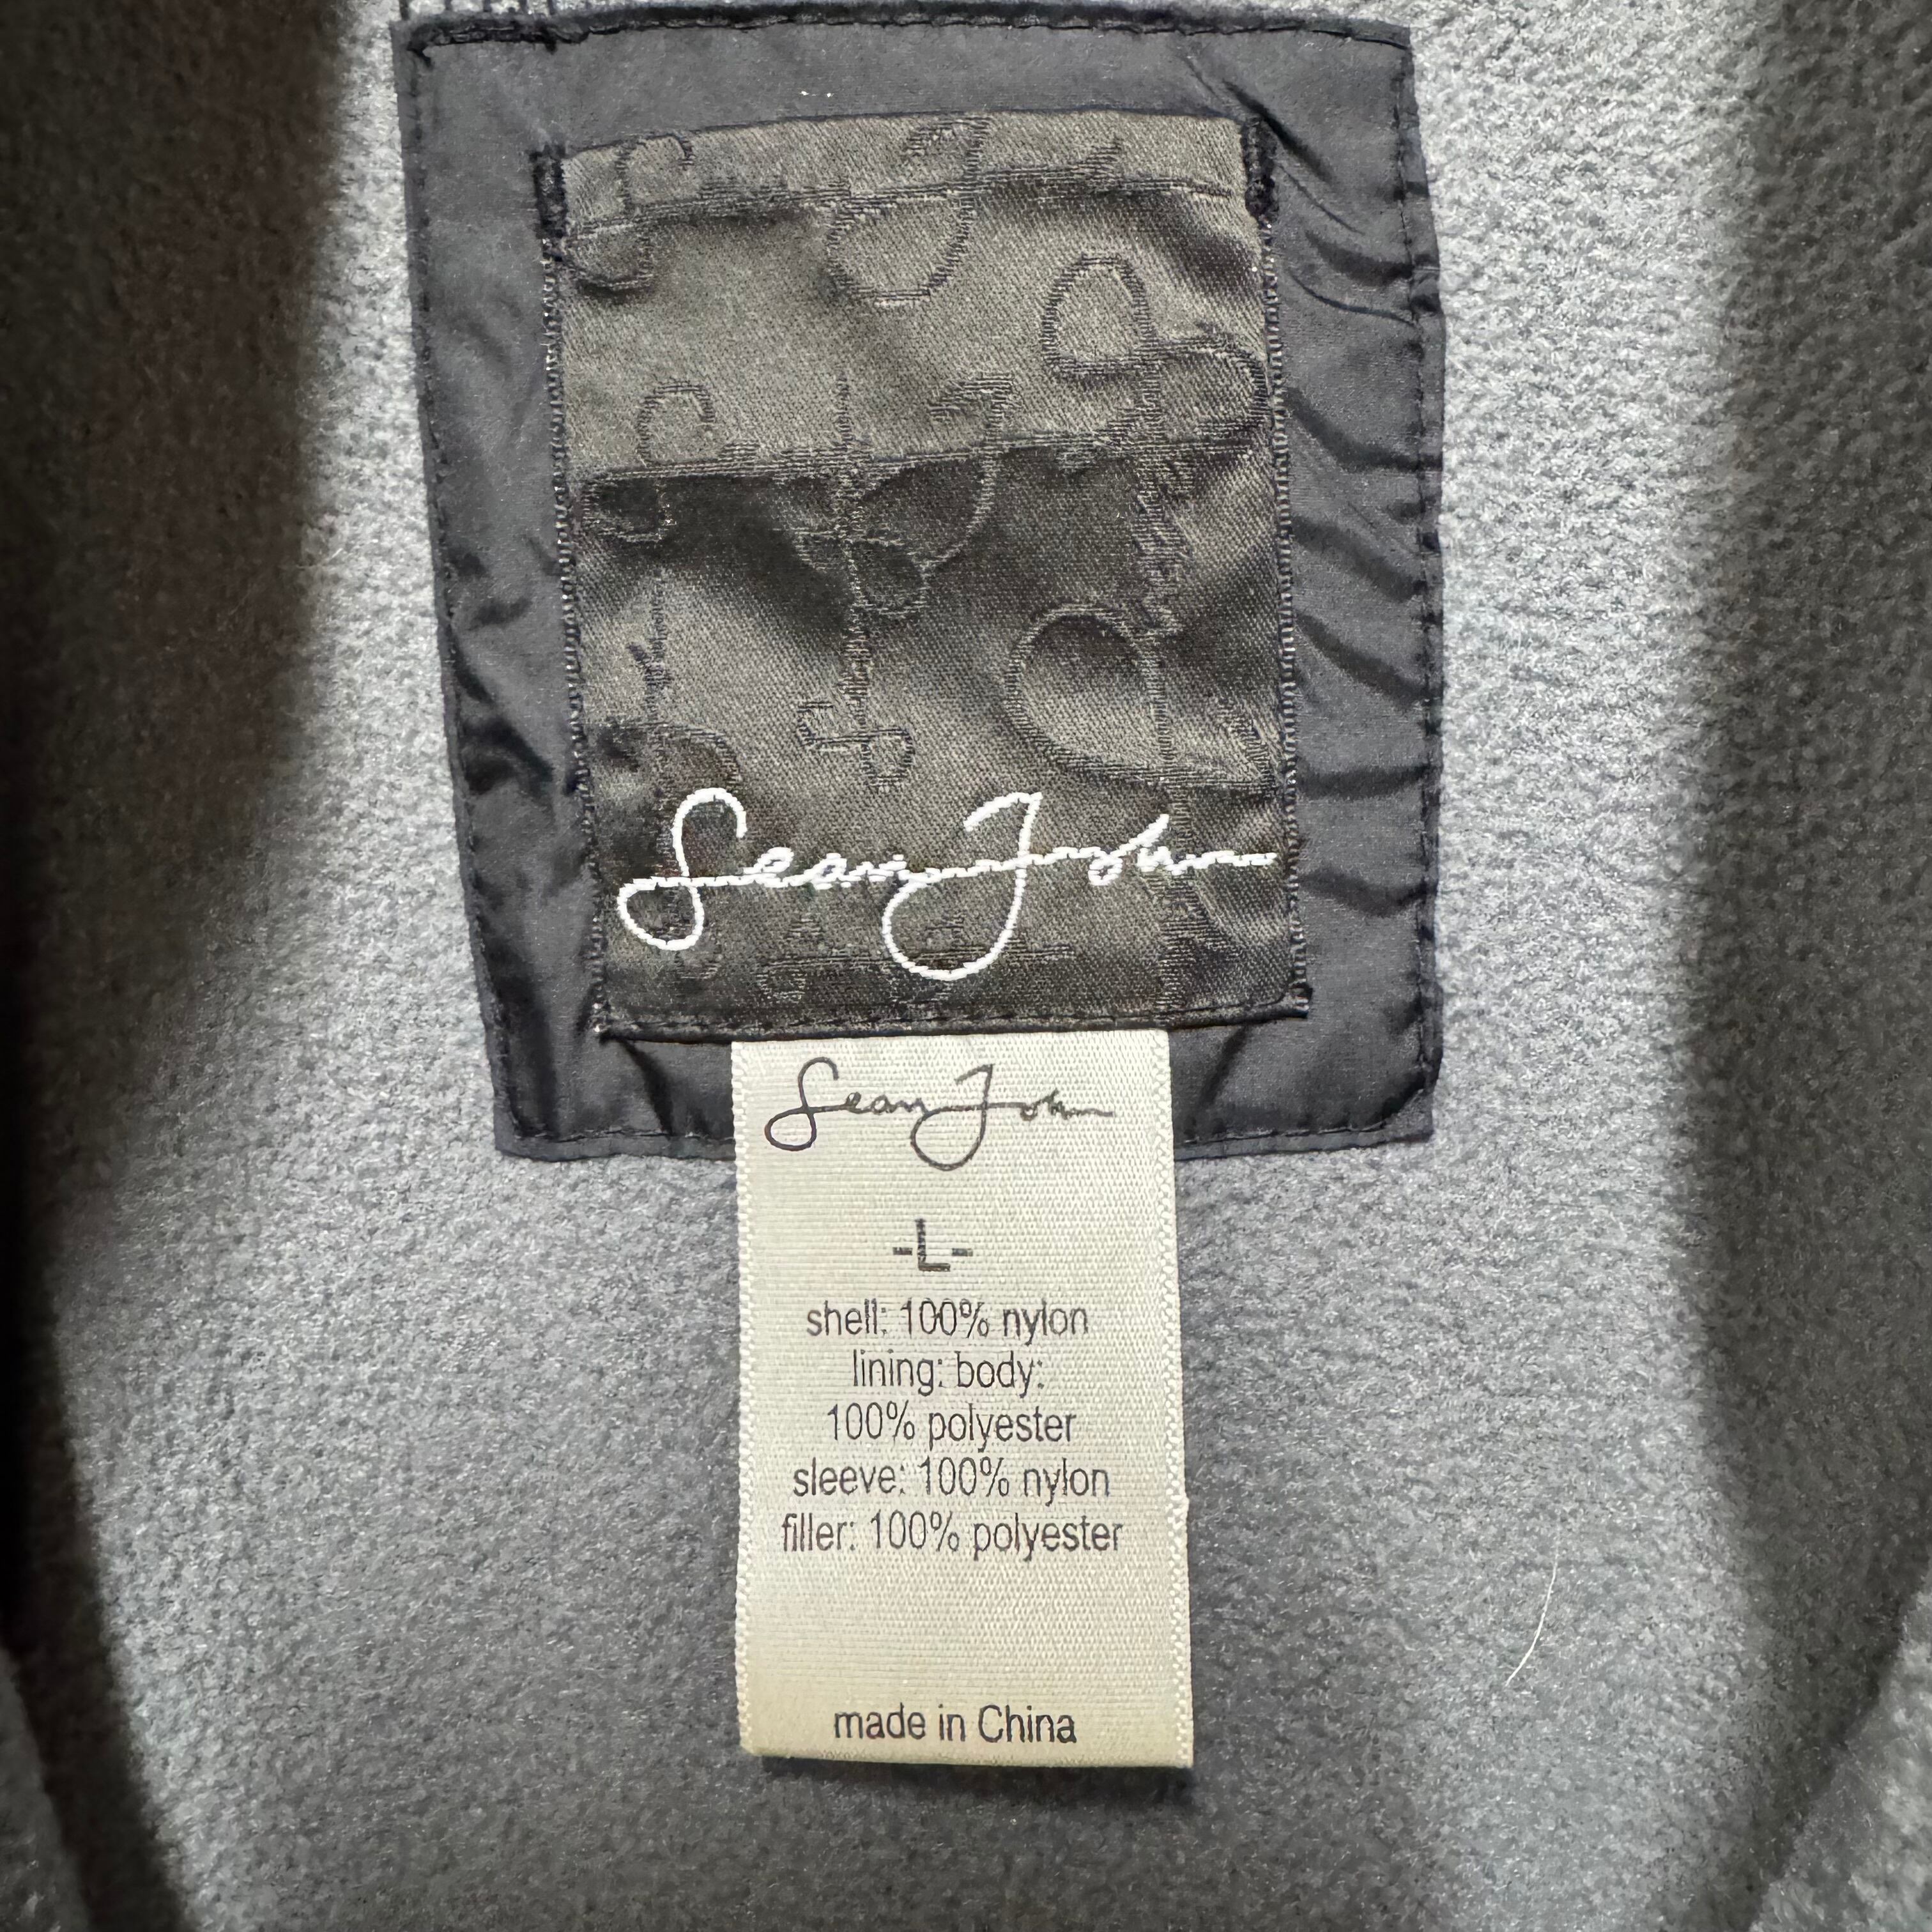 Sean John
Sean John
-L-
shell: 100% nylon
lining: body:
100% polyester
sleeve: 100% nylon
filler: 100% polyester
made in China